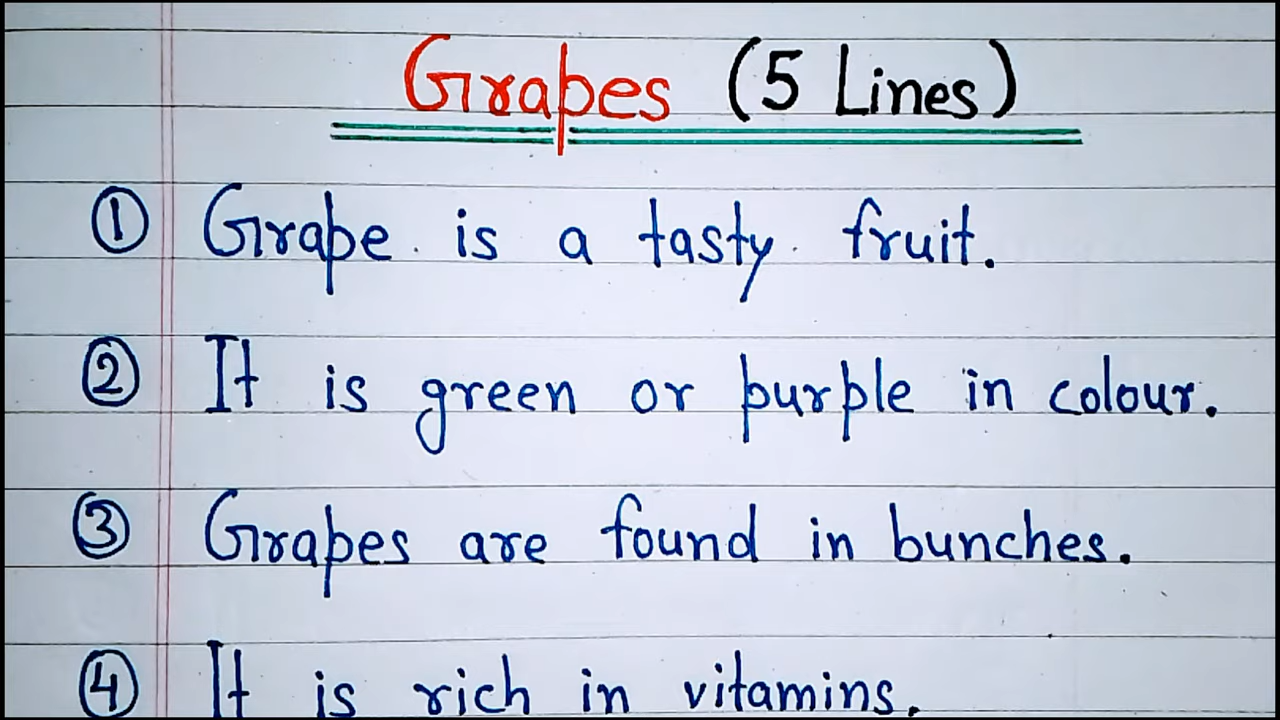 Grapes (5 Lines)
① Grape is a tasty fruit.
② It is green or purple in colour.
③ Grapes are found in bunches.
④ It is rich in vitamins.